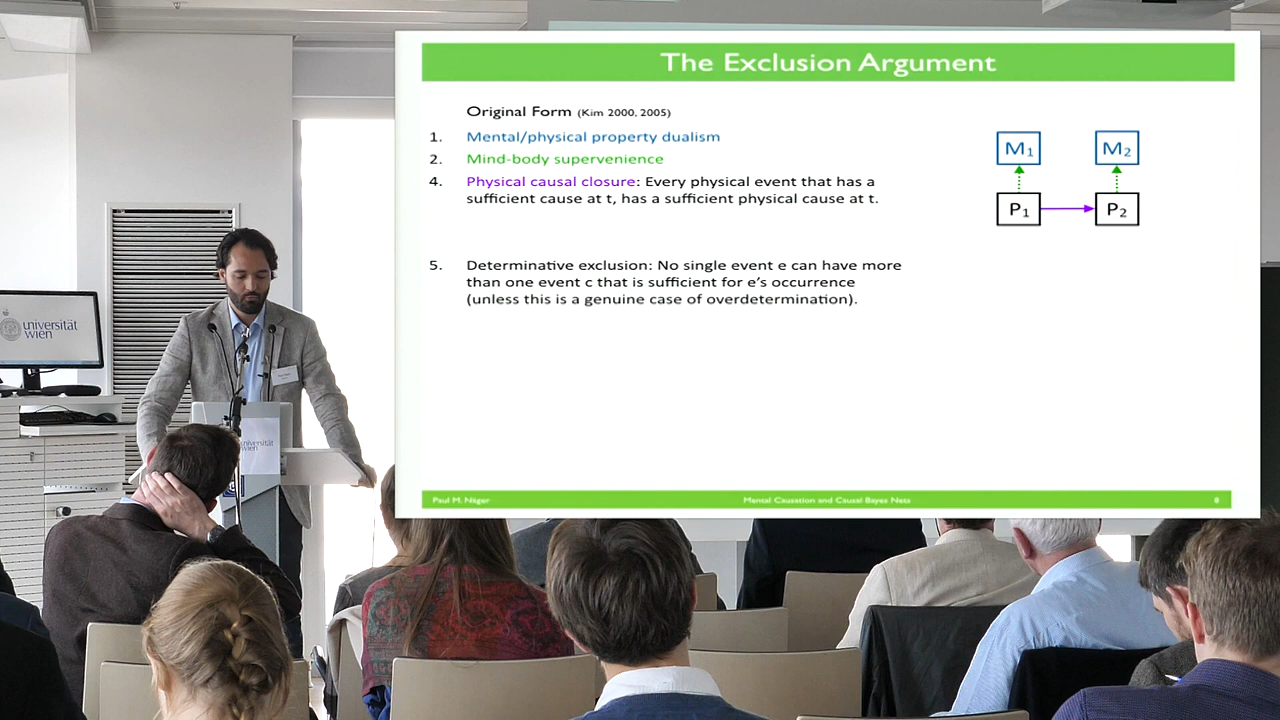 The Exclusion Argument
Original Form (Kim 2000, 2005)
1. Mental/physical property dualism
2. Mind-body supervenience
4. Physical causal closure: Every physical event that has a
sufficient cause at t, has a sufficient physical cause at t.
5. Determinative exclusion: No single event e can have more
than one event c that is sufficient for e's occurrence
(unless this is a genuine case of overdetermination).
M1 M2
P1 P2
Paul M. Näger Mental Causation and Causal Bayes Nets 8
universität
wien
universität
wien